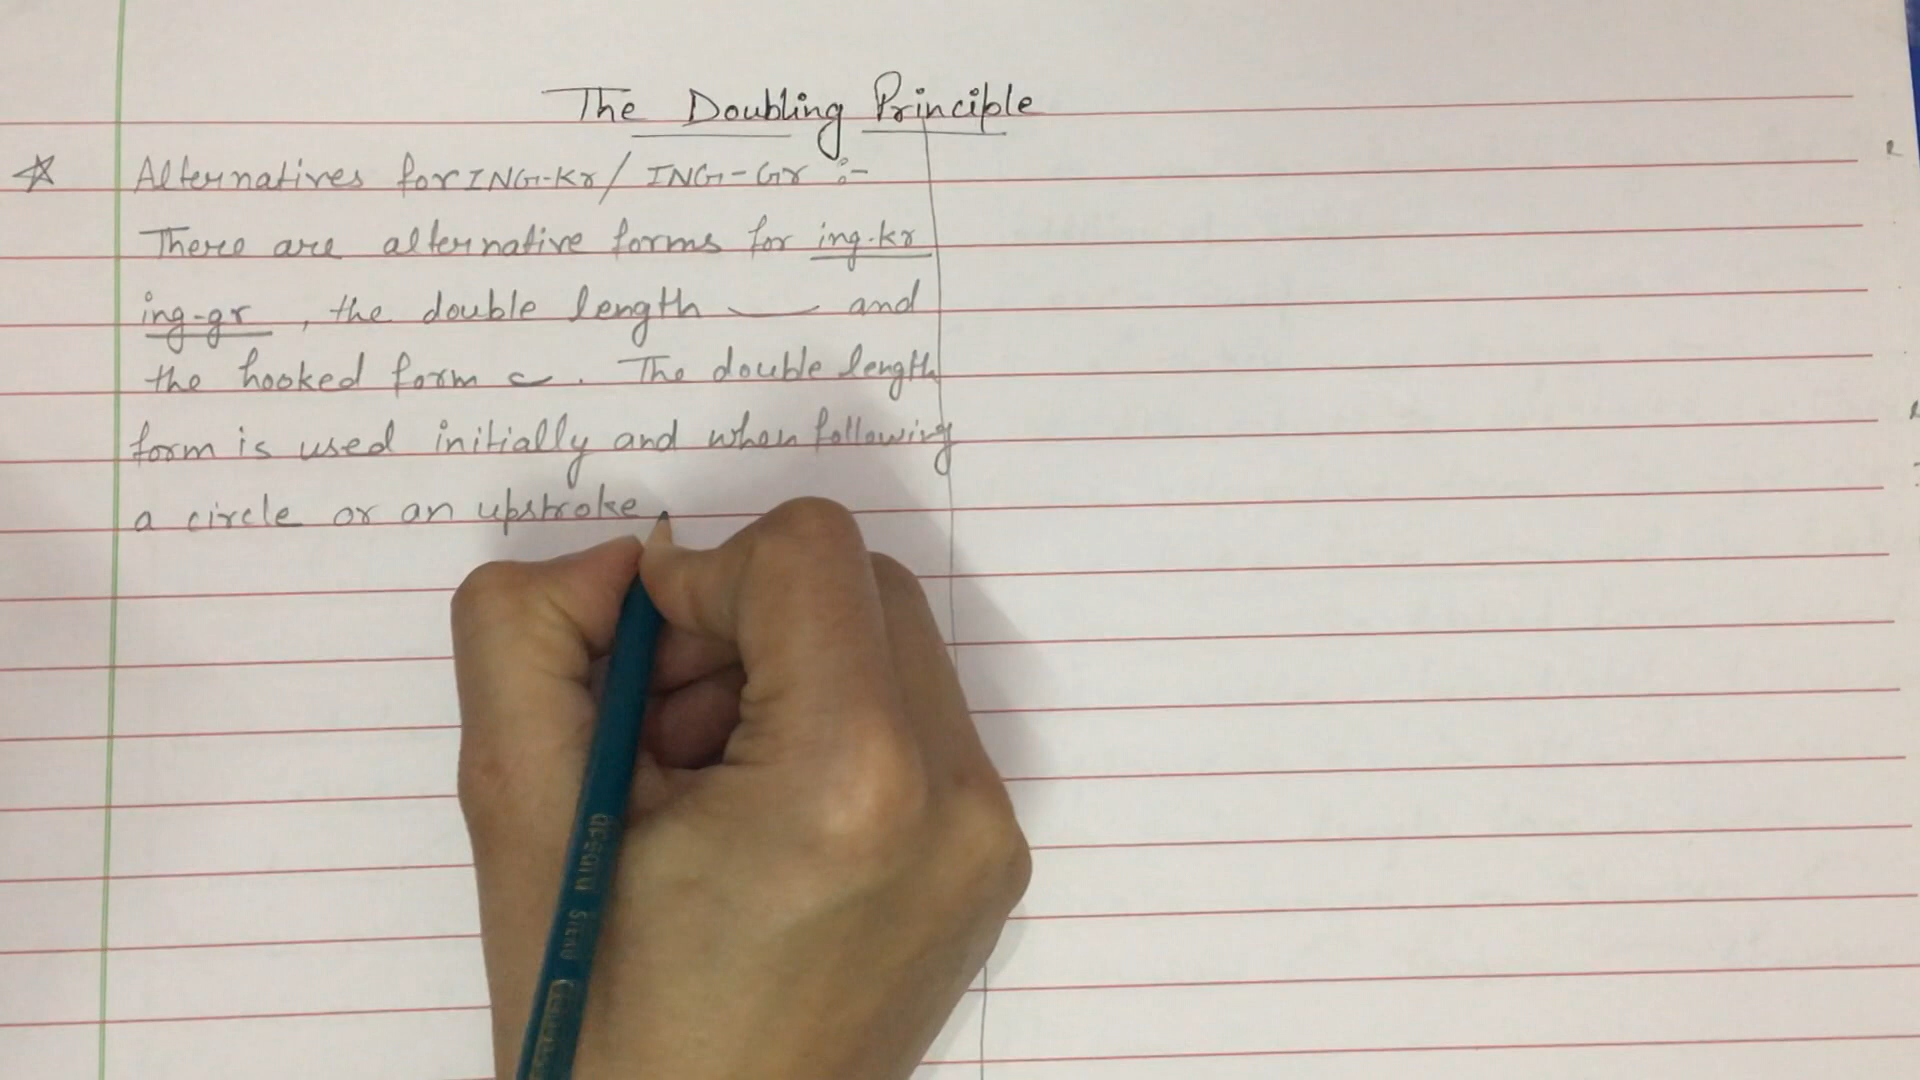 The Doubling Principle
Alternatives for ING-Kr/ ING-Gr :-
There are alternative forms for ing-kr
ing-gr , the double length and
the hooked form . The double length
form is used initially and when following
a circle or an upstroke